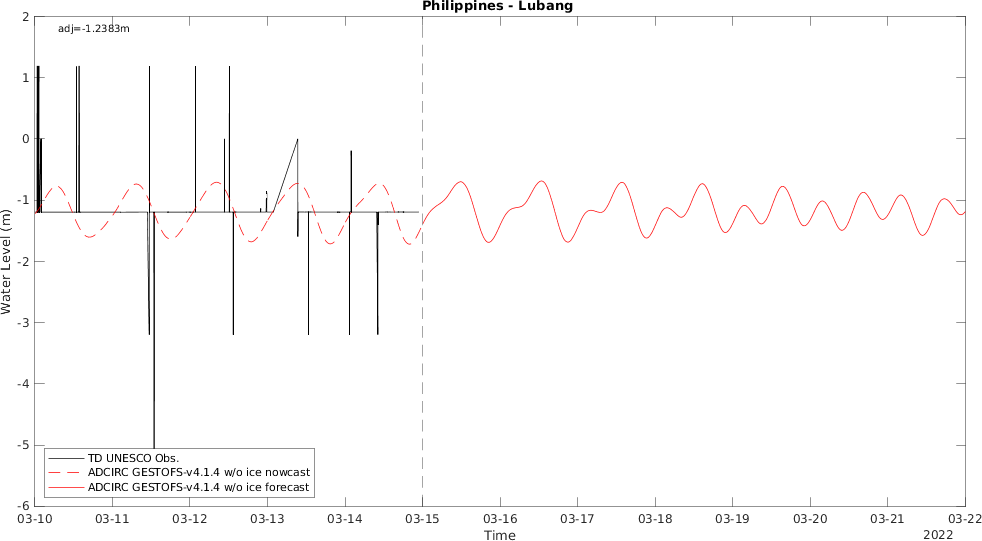 Philippines - Lubang
adj=-1.2383m
2
1
0
-1
-2
-3
-4
-5
-6
Water Level (m)
TD UNESCO Obs.
ADCIRC GESTOFS-v4.1.4 w/o ice nowcast
ADCIRC GESTOFS-v4.1.4 w/o ice forecast
03-10 03-11 03-12 03-13 03-14 03-15 03-16 03-17 03-18 03-19 03-20 03-21 03-22
Time
2022